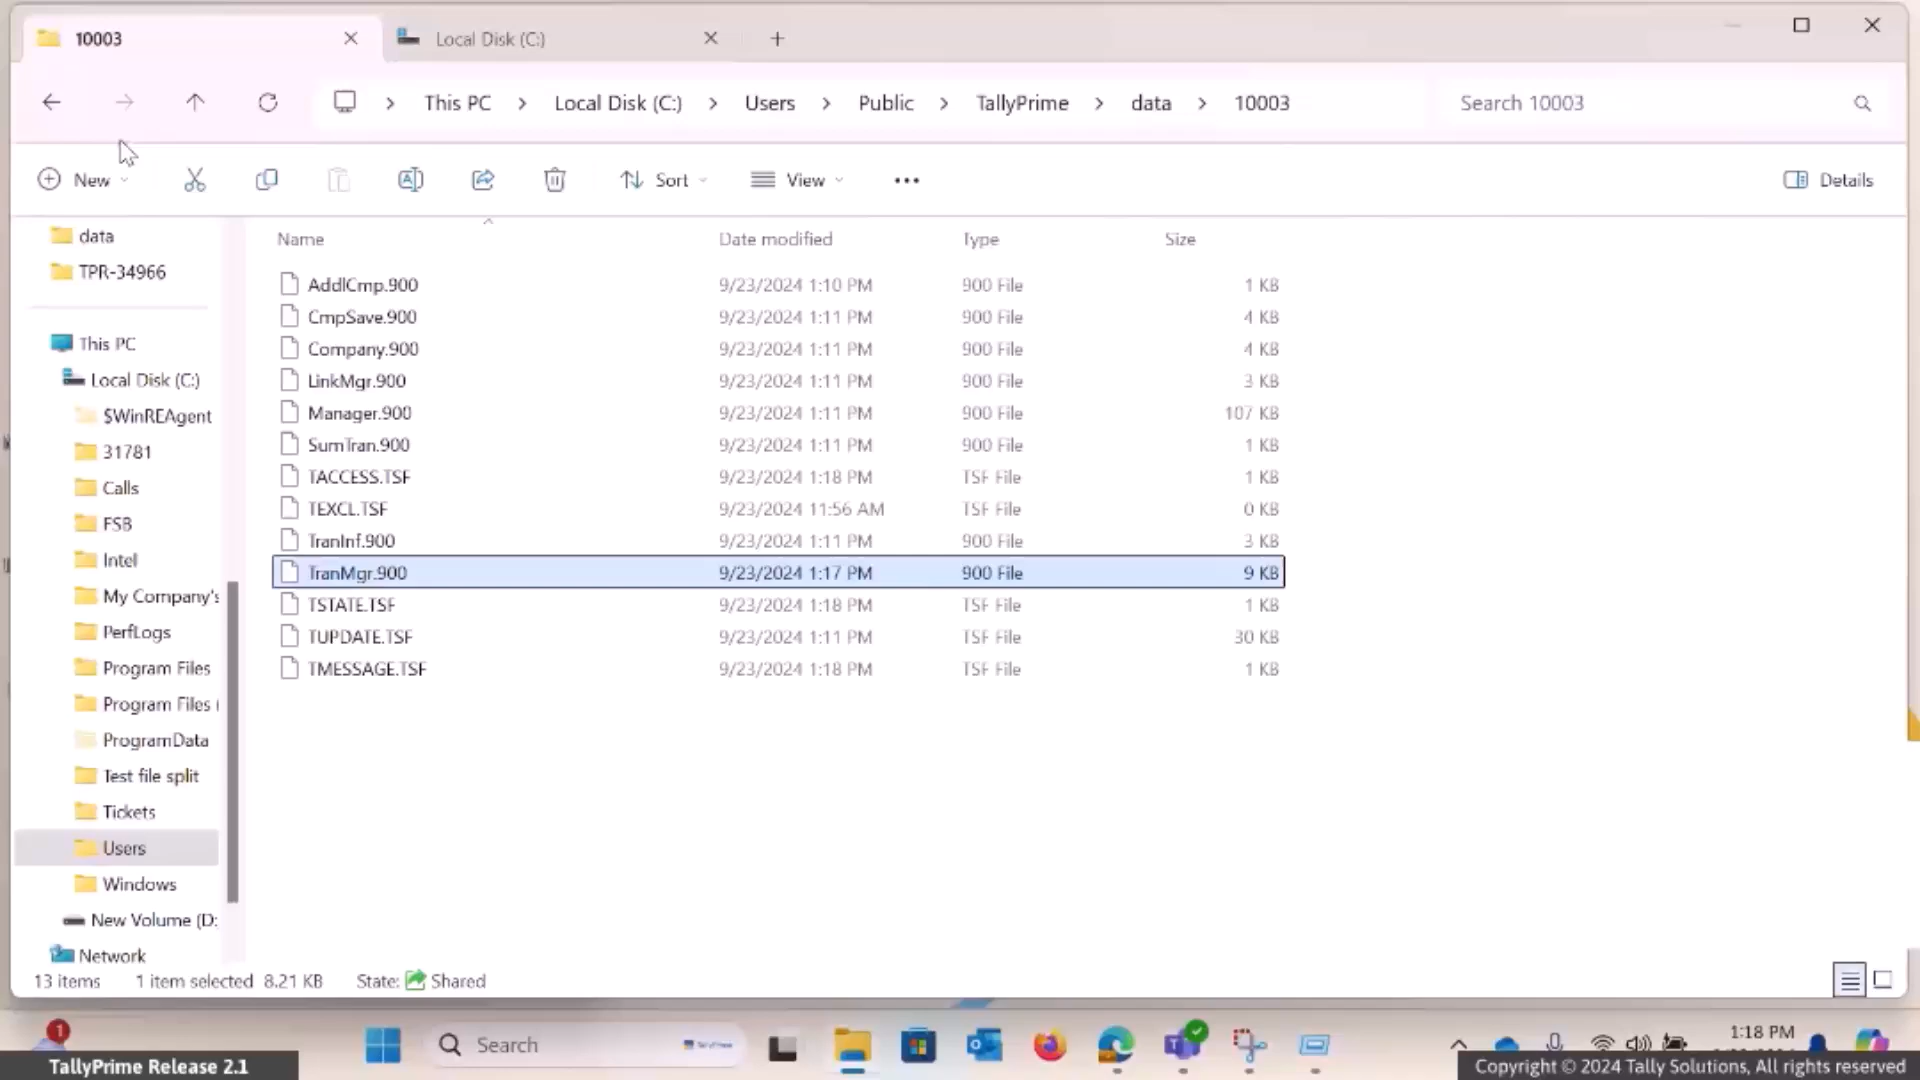 10003
Local Disk (C:)
This PC > Local Disk (C:) > Users > Public > TallyPrime > data > 10003
Search 10003
New
Sort
View
Details
data
TPR-34966
This PC
Local Disk (C:)
$WinREAgent
31781
Calls
FSB
Intel
My Company's
PerfLogs
Program Files
Program Files (
ProgramData
Test file split
Tickets
Users
Windows
New Volume (D:
Network
Name Date modified Type Size
AddlCmp.900 9/23/2024 1:10 PM 900 File 1 KB
CmpSave.900 9/23/2024 1:11 PM 900 File 4 KB
Company.900 9/23/2024 1:11 PM 900 File 4 KB
LinkMgr.900 9/23/2024 1:11 PM 900 File 3 KB
Manager.900 9/23/2024 1:11 PM 900 File 107 KB
SumTran.900 9/23/2024 1:11 PM 900 File 1 KB
TACCESS.TSF 9/23/2024 1:18 PM TSF File 1 KB
TEXCL.TSF 9/23/2024 11:56 AM TSF File 0 KB
TranInf.900 9/23/2024 1:11 PM 900 File 3 KB
TranMgr.900 9/23/2024 1:17 PM 900 File 9 KB
TSTATE.TSF 9/23/2024 1:18 PM TSF File 1 KB
TUPDATE.TSF 9/23/2024 1:11 PM TSF File 30 KB
TMESSAGE.TSF 9/23/2024 1:18 PM TSF File 1 KB
13 items 1 item selected 8.21 KB State: Shared
1
Search
1:18 PM
TallyPrime Release 2.1
Copyright © 2024 Tally Solutions, All rights reserved